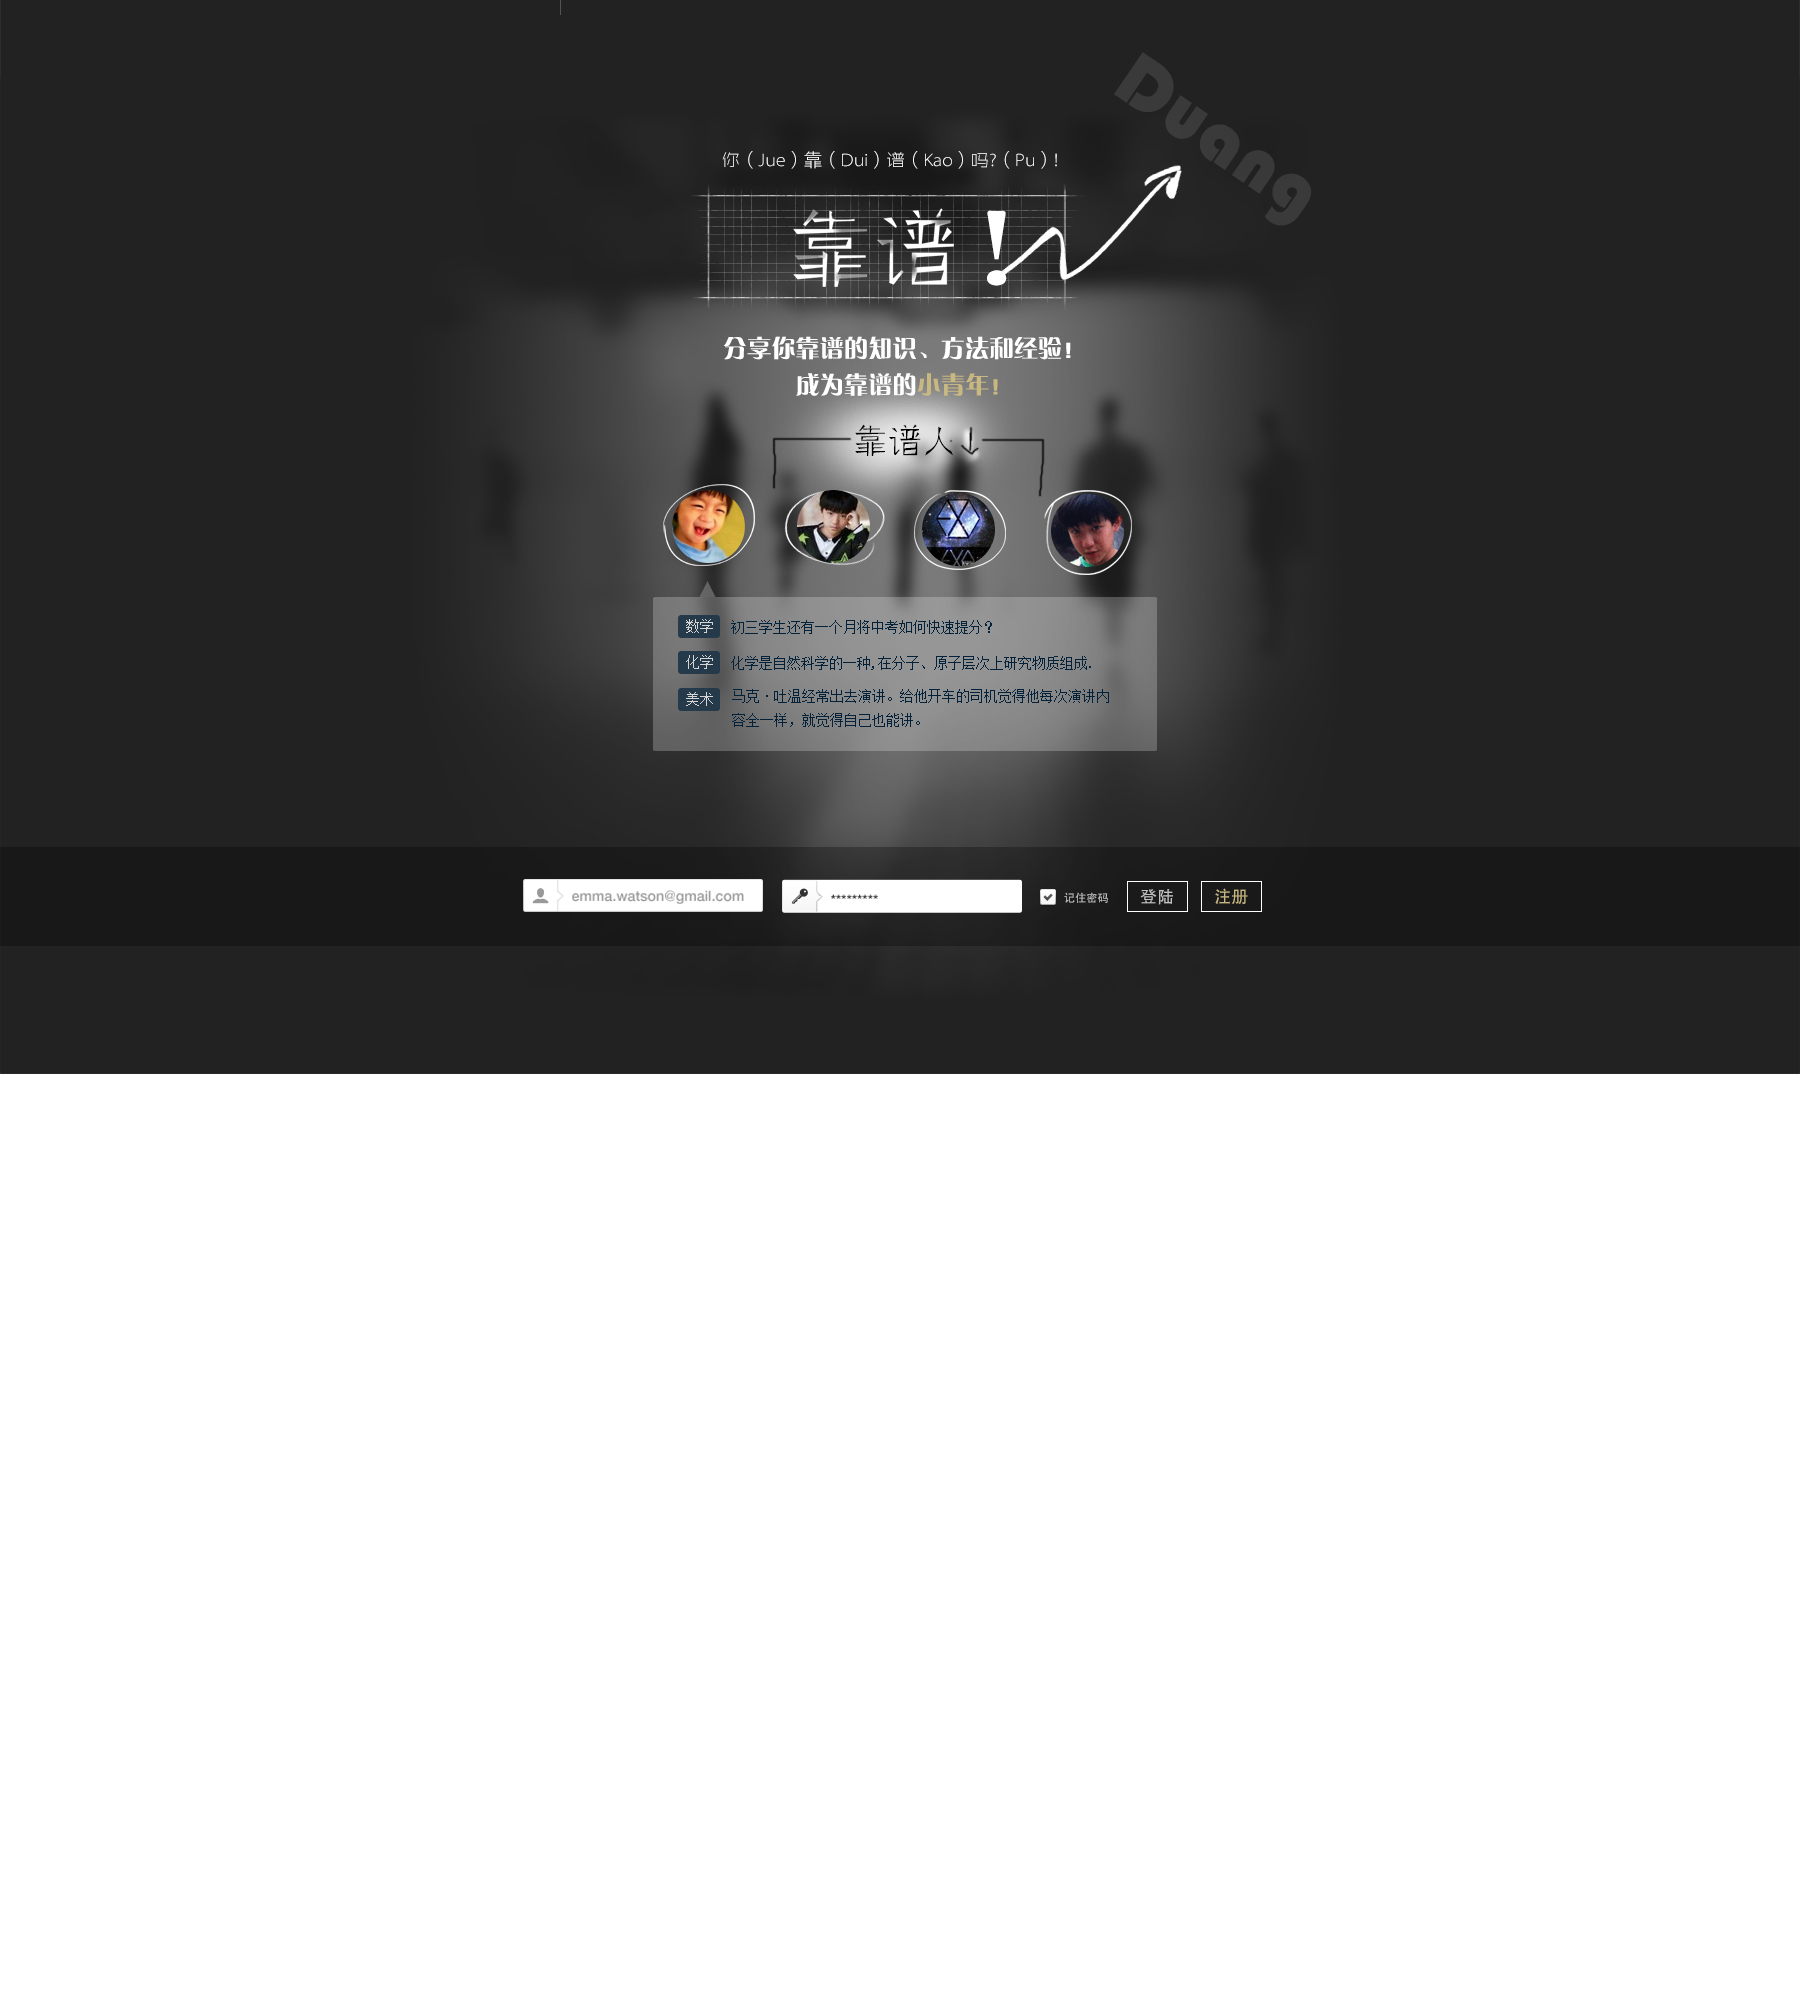 Duang
你（Jue）靠（Dui）谱（Kao）吗?（Pu）!
靠谱!
分享你靠谱的知识、方法和经验!
成为靠谱的小青年!
靠谱人↓
EXO
数学 初三学生还有一个月将中考如何快速提分？
化学 化学是自然科学的一种,在分子、原子层次上研究物质组成.
美术 马克·吐温经常出去演讲。给他开车的司机觉得他每次演讲内
容全一样，就觉得自己也能讲。
emma.watson@gmail.com ********* 记住密码 登陆 注册